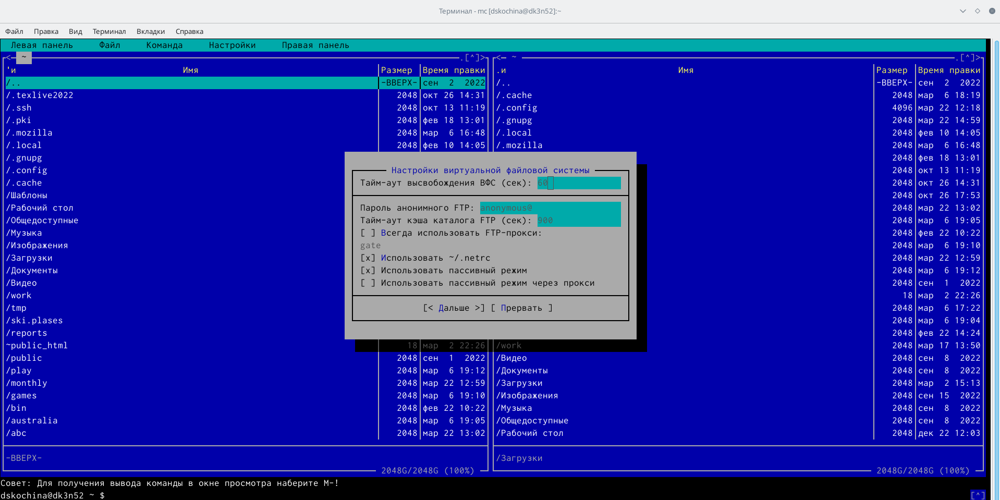 Терминал - mc [dskochina@dk3n52]:~
Файл Правка Вид Терминал Вкладки Справка
Левая панель Файл Команда Настройки Правая панель
<— ~ .[^]> <— ~ .[^]>
'и Имя Размер Время правки .и Имя Размер Время правки
/.. -ВВЕРХ- сен 2 2022 /.. -ВВЕРХ- сен 2 2022
/.texlive2022 2048 окт 26 14:31 /.cache 2048 мар 6 18:19
/.ssh 2048 окт 13 11:19 /.config 4096 мар 22 12:18
/.pki 2048 фев 18 13:01 /.gnupg 2048 мар 22 14:59
/.mozilla 2048 мар 6 16:48 /.local 2048 фев 10 14:05
/.local 2048 фев 10 14:05 /.mozilla 2048 мар 6 16:48
/.gnupg 2048 фев 18 13:01
/.config Настройки виртуальной файловой системы 2048 окт 13 11:19
/.cache Тайм-аут высвобождения ВФС (сек): 60 2048 окт 26 14:31
/Шаблоны 2048 окт 26 17:53
/Рабочий стол Пароль анонимного FTP: anonymous@ 2048 мар 22 13:02
/Общедоступные Тайм-аут кэша каталога FTP (сек): 900 2048 мар 6 19:05
/Музыка [ ] Всегда использовать FTP-прокси: 2048 фев 22 10:22
/Изображения gate 2048 мар 6 19:10
/Загрузки [x] Использовать ~/.netrc 2048 мар 22 12:59
/Документы [x] Использовать пассивный режим 2048 мар 6 19:12
/Видео [ ] Использовать пассивный режим через прокси 2048 сен 1 2022
/work 18 мар 2 22:26
/tmp [< Дальше >] [ Прервать ] 2048 мар 6 17:22
/ski.plases 2048 мар 6 19:04
/reports 2048 фев 22 14:24
~public_html 18 мар 2 22:26 /work 2048 мар 17 13:50
/public 2048 сен 1 2022 /Видео 2048 сен 8 2022
/play 2048 мар 6 19:12 /Документы 2048 сен 8 2022
/monthly 2048 мар 22 12:59 /Загрузки 2048 мар 2 15:13
/games 2048 мар 6 19:10 /Изображения 2048 сен 15 2022
/bin 2048 фев 22 10:22 /Музыка 2048 сен 8 2022
/australia 2048 мар 6 19:05 /Общедоступные 2048 сен 8 2022
/abc 2048 мар 22 13:02 /Рабочий стол 2048 дек 22 12:03
-ВВЕРХ- /Загрузки
2048G/2048G (100%) 2048G/2048G (100%)
Совет: Для получения вывода команды в окне просмотра наберите M-!
dskochina@dk3n52 ~ $ [^]